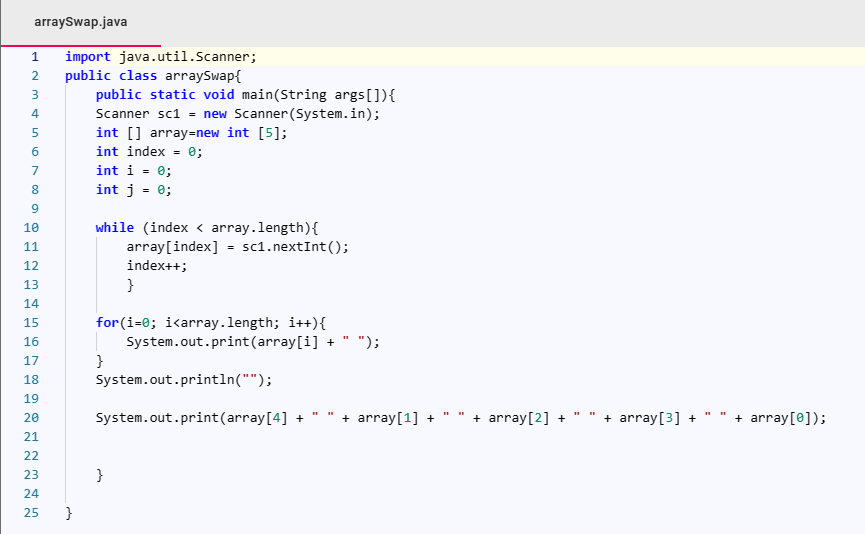 arraySwap.java
1 import java.util.Scanner;
2 public class arraySwap{
3     public static void main(String args[]){
4     Scanner sc1 = new Scanner(System.in);
5     int [] array=new int [5];
6     int index = 0;
7     int i = 0;
8     int j = 0;
9
10     while (index < array.length){
11         array[index] = sc1.nextInt();
12         index++;
13         }
14
15     for(i=0; i<array.length; i++){
16         System.out.print(array[i] + " ");
17     }
18     System.out.println("");
19
20     System.out.print(array[4] + " " + array[1] + " " + array[2] + " " + array[3] + " " + array[0]);
21
22
23     }
24
25 }